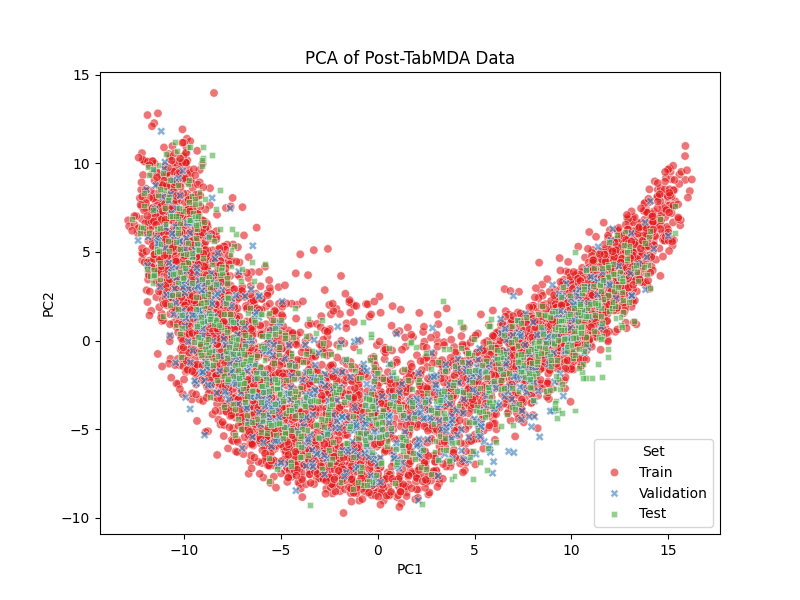 PCA of Post-TabMDA Data
15
10
5
0
−5
−10
PC2
−10
−5
0
5
10
15
PC1
Set
Train
Validation
Test